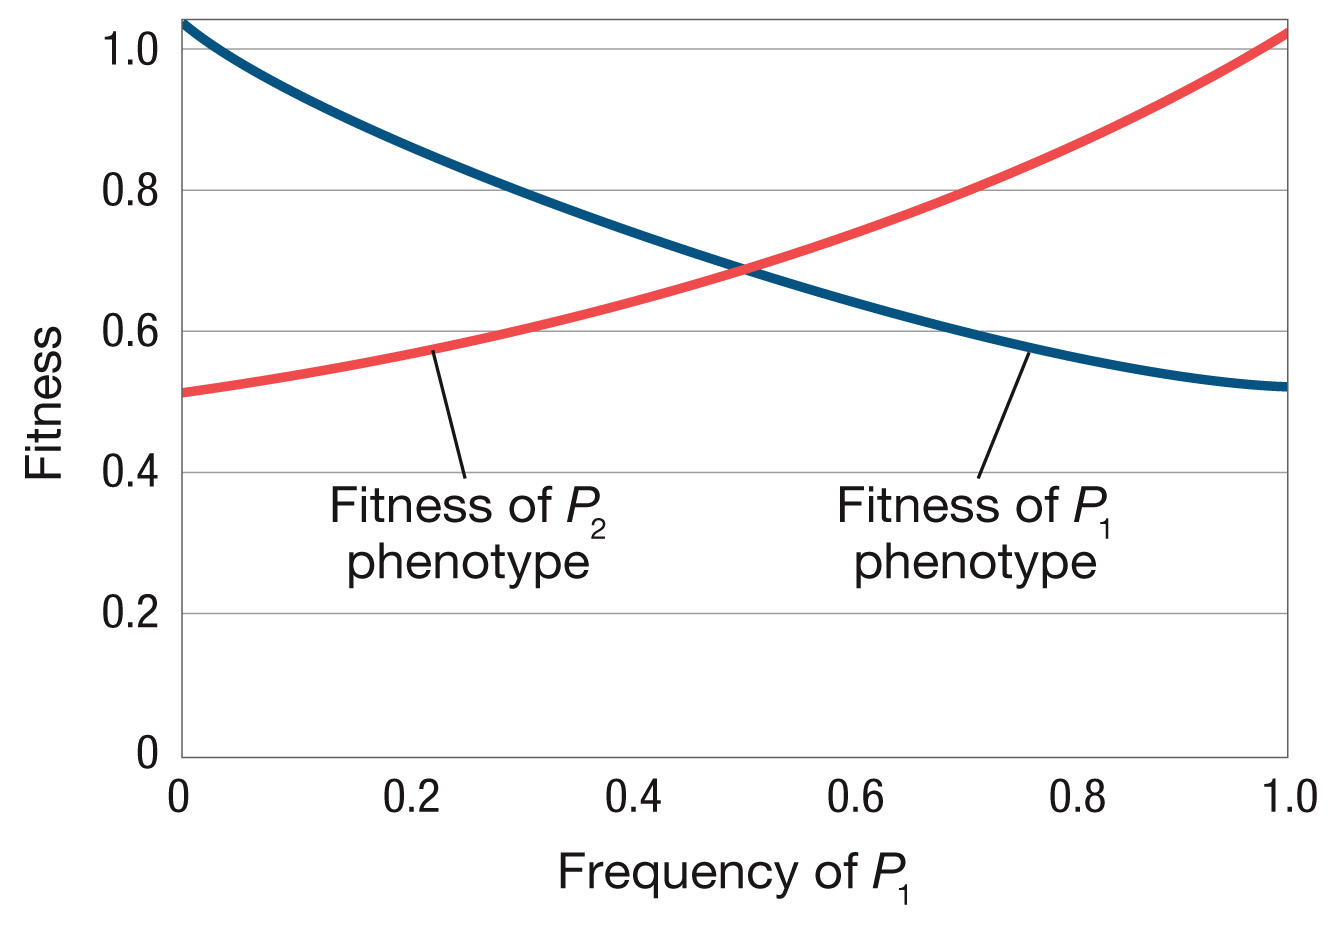 1.0
0.8
0.6
0.4
0.2
0
Fitness
Fitness of P2
phenotype
Fitness of P1
phenotype
0 0.2 0.4 0.6 0.8 1.0
Frequency of P1